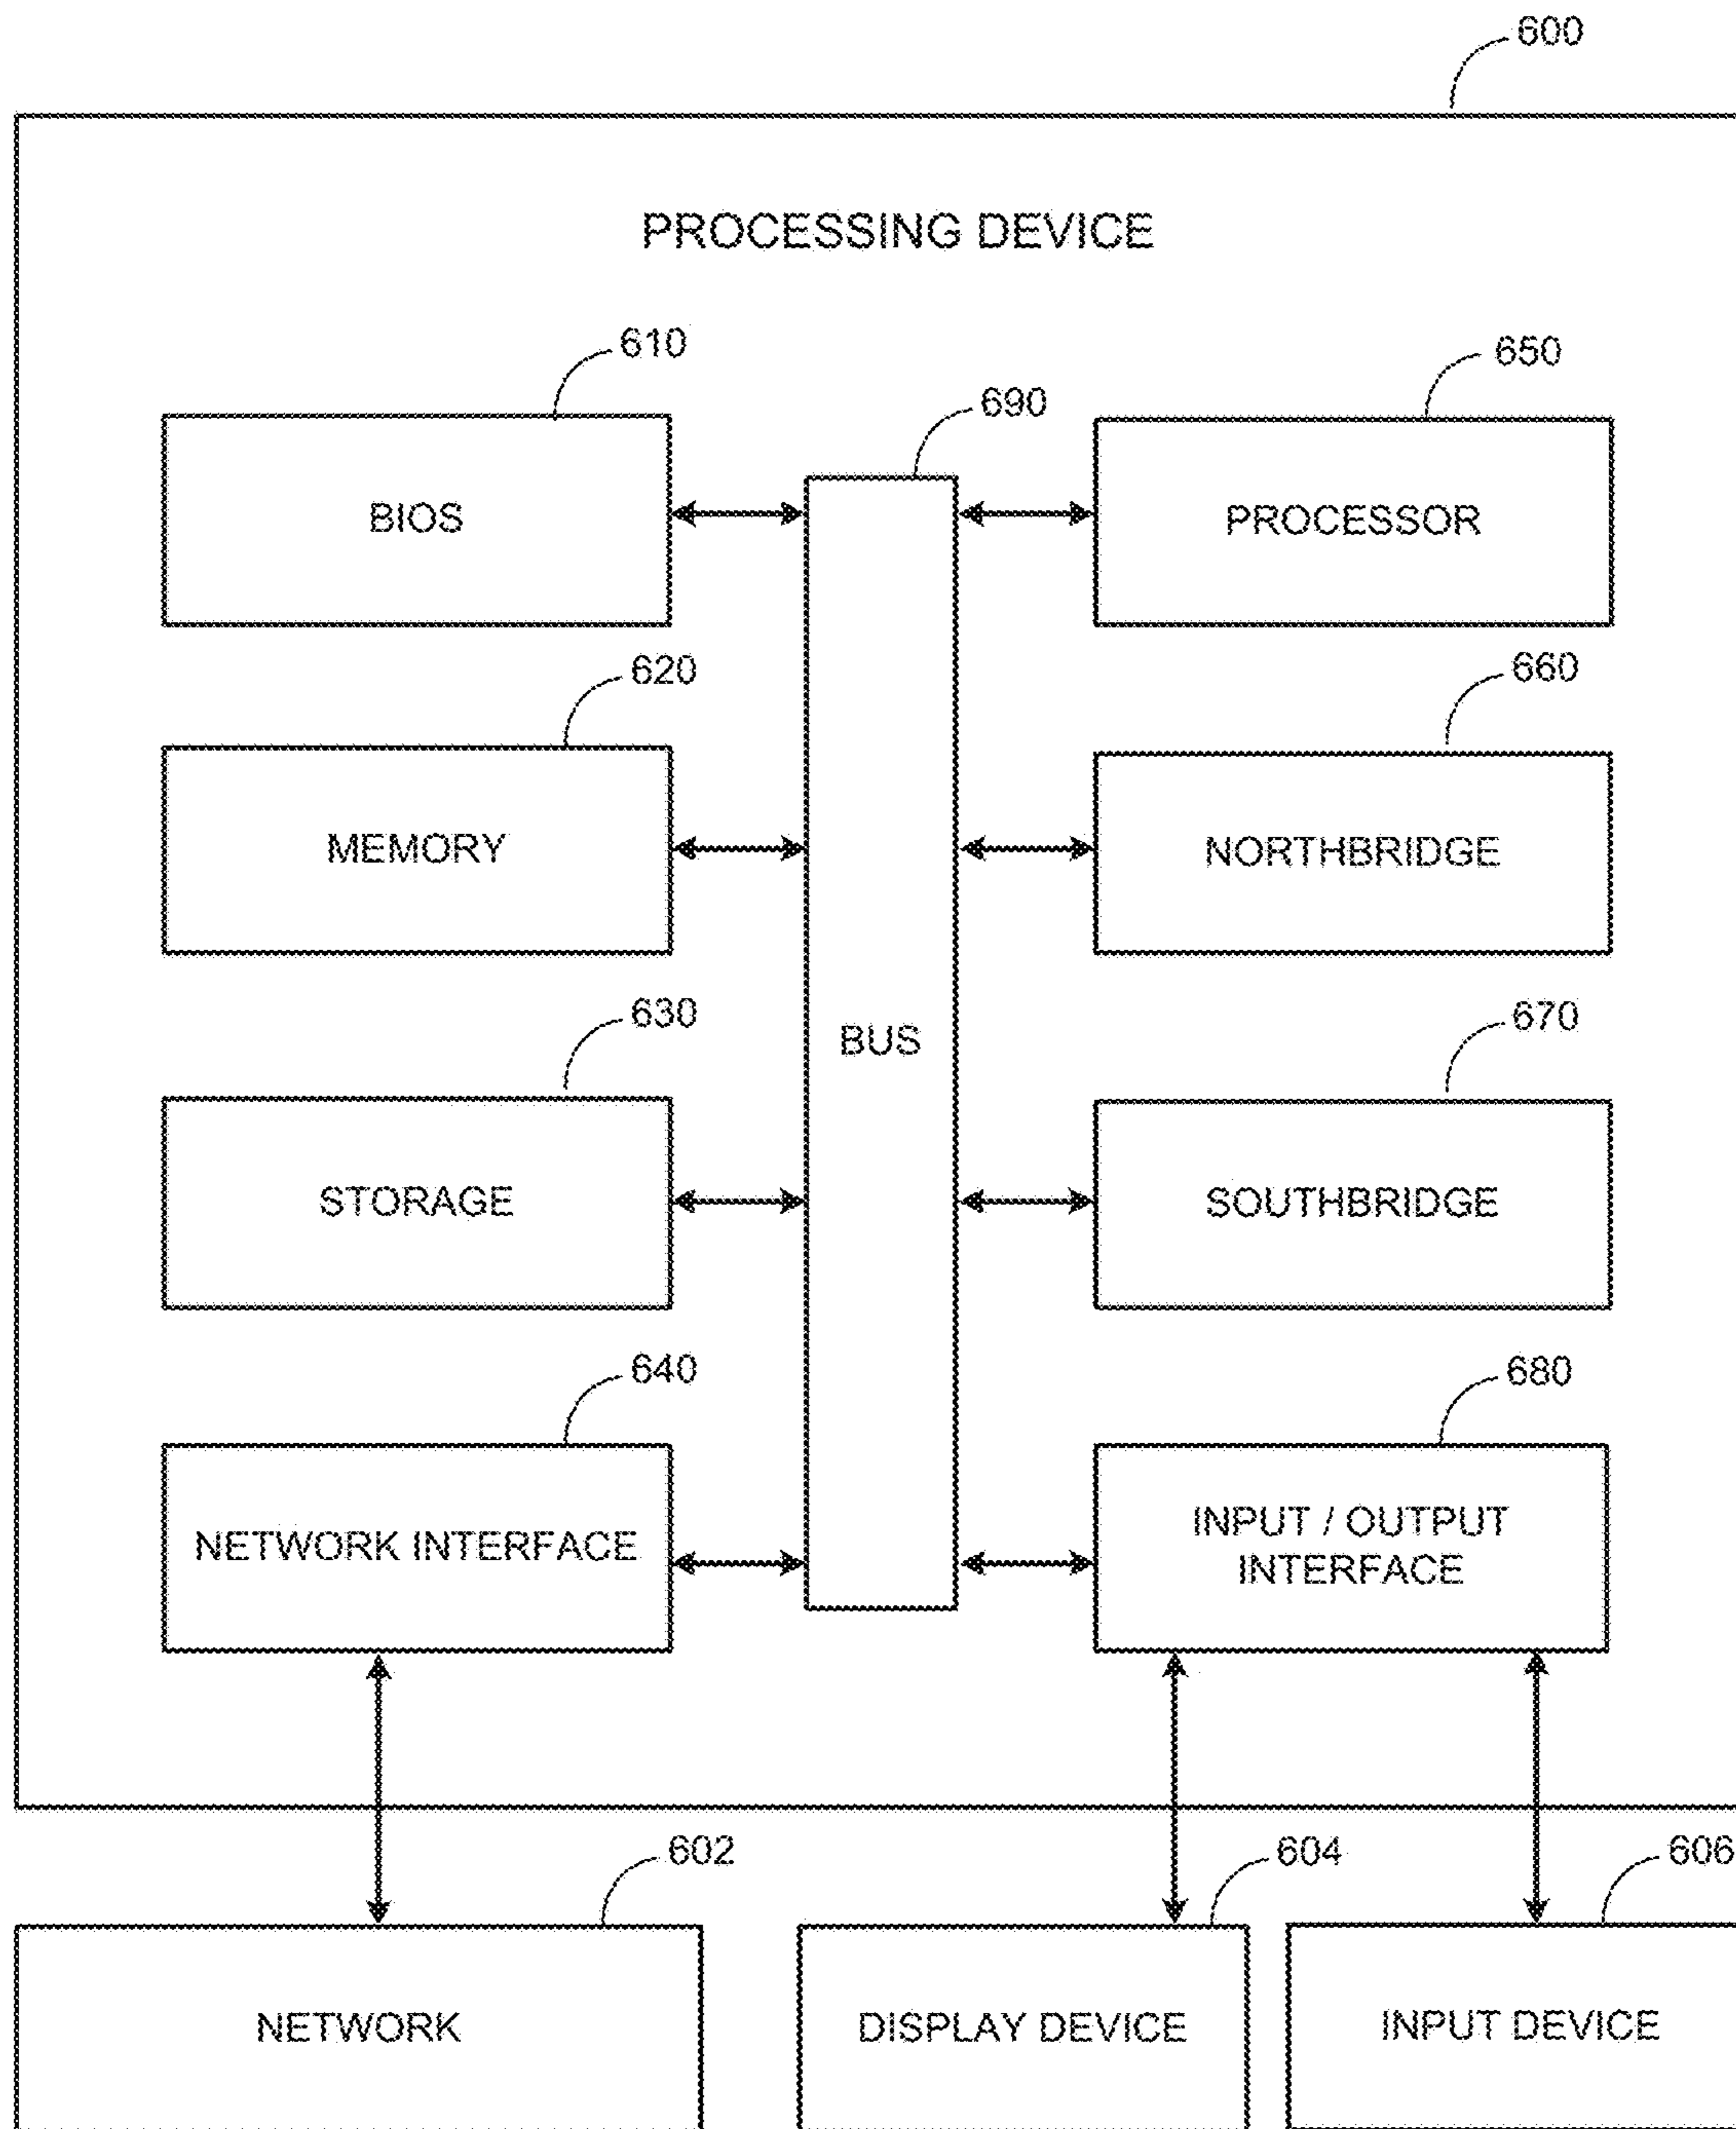 600
PROCESSING DEVICE
610
650
690
BIOS
PROCESSOR
620
660
MEMORY
NORTHBRIDGE
630
670
BUS
STORAGE
SOUTHBRIDGE
640
680
NETWORK INTERFACE
INPUT / OUTPUT
INTERFACE
602
604
606
NETWORK
DISPLAY DEVICE
INPUT DEVICE